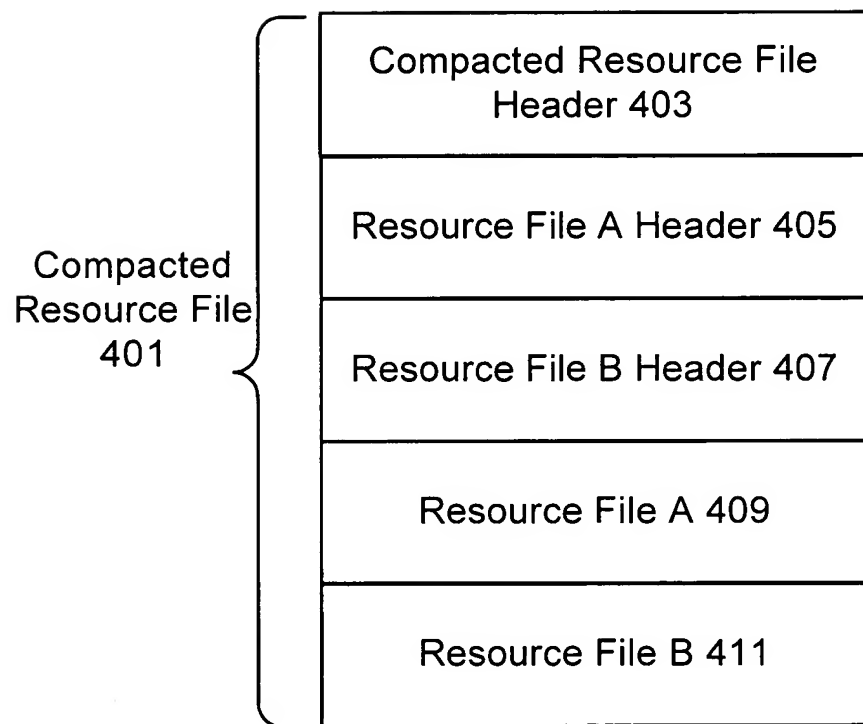 Compacted Resource File
Header 403
Resource File A Header 405
Compacted
Resource File
401
Resource File B Header 407
Resource File A 409
Resource File B 411